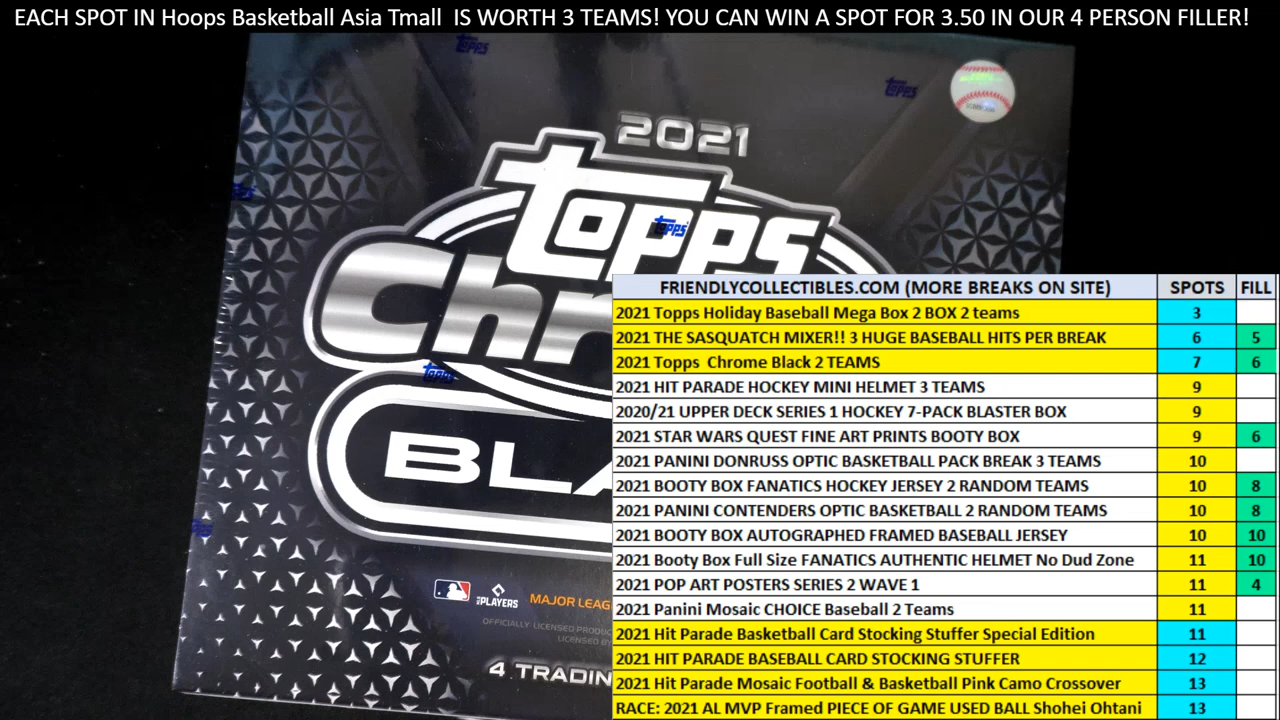 EACH SPOT IN Hoops Basketball Asia Tmall IS WORTH 3 TEAMS! YOU CAN WIN A SPOT FOR 3.50 IN OUR 4 PERSON FILLER!
topps
topps
2021
topps
topps
Chr
topps
BLA
topps
PLAYERS
MAJOR LEAG
OFFICIALLY LICENSED PRODUC
LICENSED BY
4 TRADIN
FRIENDLYCOLLECTIBLES.COM (MORE BREAKS ON SITE) SPOTS FILL
2021 Topps Holiday Baseball Mega Box 2 BOX 2 teams 3
2021 THE SASQUATCH MIXER!! 3 HUGE BASEBALL HITS PER BREAK 6 5
2021 Topps Chrome Black 2 TEAMS 7 6
2021 HIT PARADE HOCKEY MINI HELMET 3 TEAMS 9
2020/21 UPPER DECK SERIES 1 HOCKEY 7-PACK BLASTER BOX 9
2021 STAR WARS QUEST FINE ART PRINTS BOOTY BOX 9 6
2021 PANINI DONRUSS OPTIC BASKETBALL PACK BREAK 3 TEAMS 10
2021 BOOTY BOX FANATICS HOCKEY JERSEY 2 RANDOM TEAMS 10 8
2021 PANINI CONTENDERS OPTIC BASKETBALL 2 RANDOM TEAMS 10 8
2021 BOOTY BOX AUTOGRAPHED FRAMED BASEBALL JERSEY 10 10
2021 Booty Box Full Size FANATICS AUTHENTIC HELMET No Dud Zone 11 10
2021 POP ART POSTERS SERIES 2 WAVE 1 11 4
2021 Panini Mosaic CHOICE Baseball 2 Teams 11
2021 Hit Parade Basketball Card Stocking Stuffer Special Edition 11
2021 HIT PARADE BASEBALL CARD STOCKING STUFFER 12
2021 Hit Parade Mosaic Football & Basketball Pink Camo Crossover 13
RACE: 2021 AL MVP Framed PIECE OF GAME USED BALL Shohei Ohtani 13